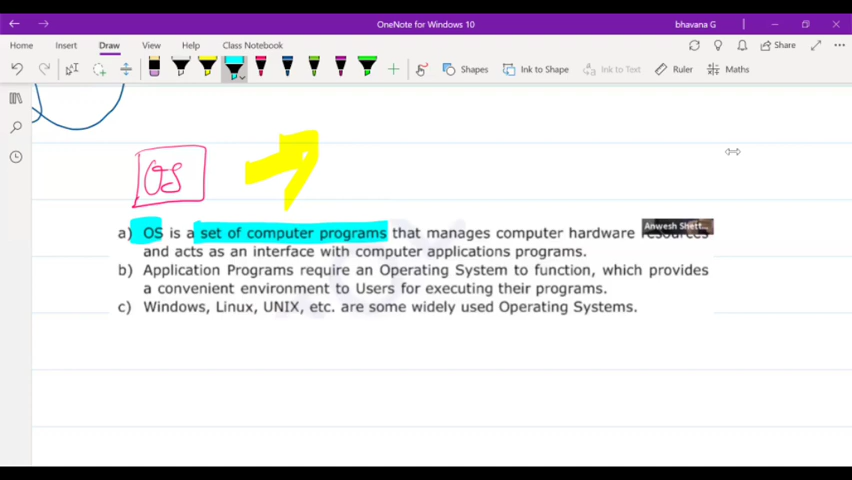 OneNote for Windows 10
bhavana G
Home Insert Draw View Help Class Notebook
Share
Shapes Ink to Shape Ink to Text Ruler Maths
OS
a) OS is a set of computer programs that manages computer hardware resources
Anwesh Shett...
and acts as an interface with computer applications programs.
b) Application Programs require an Operating System to function, which provides
a convenient environment to Users for executing their programs.
c) Windows, Linux, UNIX, etc. are some widely used Operating Systems.